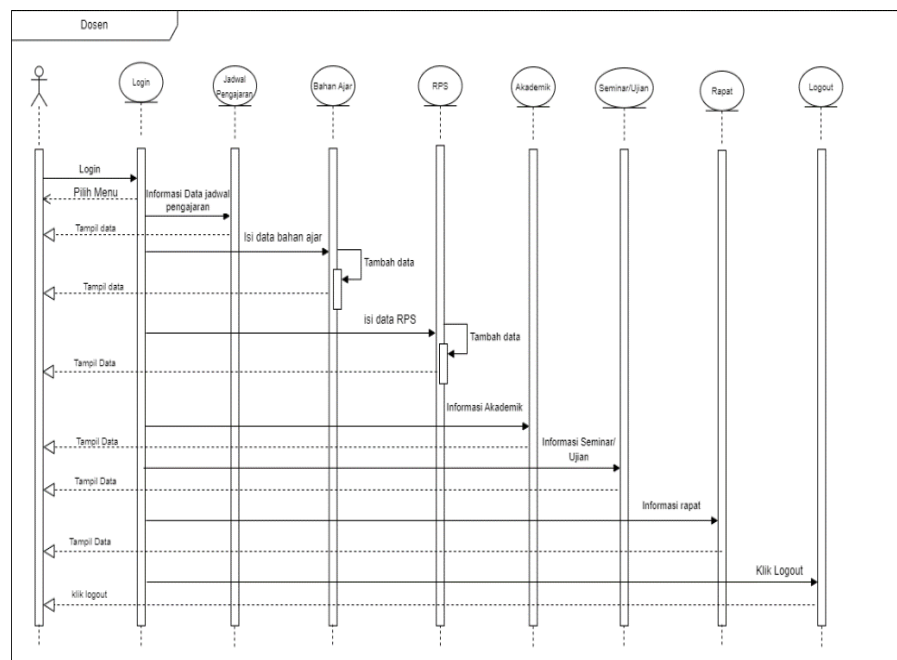 Dosen
Login
Jadwal
Pengajaran
Bahan Ajar
RPS
Akademik
Seminar/Ujian
Rapat
Logout
Login
Pilih Menu
Informasi Data jadwal
pengajaran
Tampil data
Isi data bahan ajar
Tambah data
Tampil data
isi data RPS
Tambah data
Tampil Data
Informasi Akademik
Tampil Data
Informasi Seminar/
Ujian
Tampil Data
Informasi rapat
Tampil Data
Klik Logout
klik logout